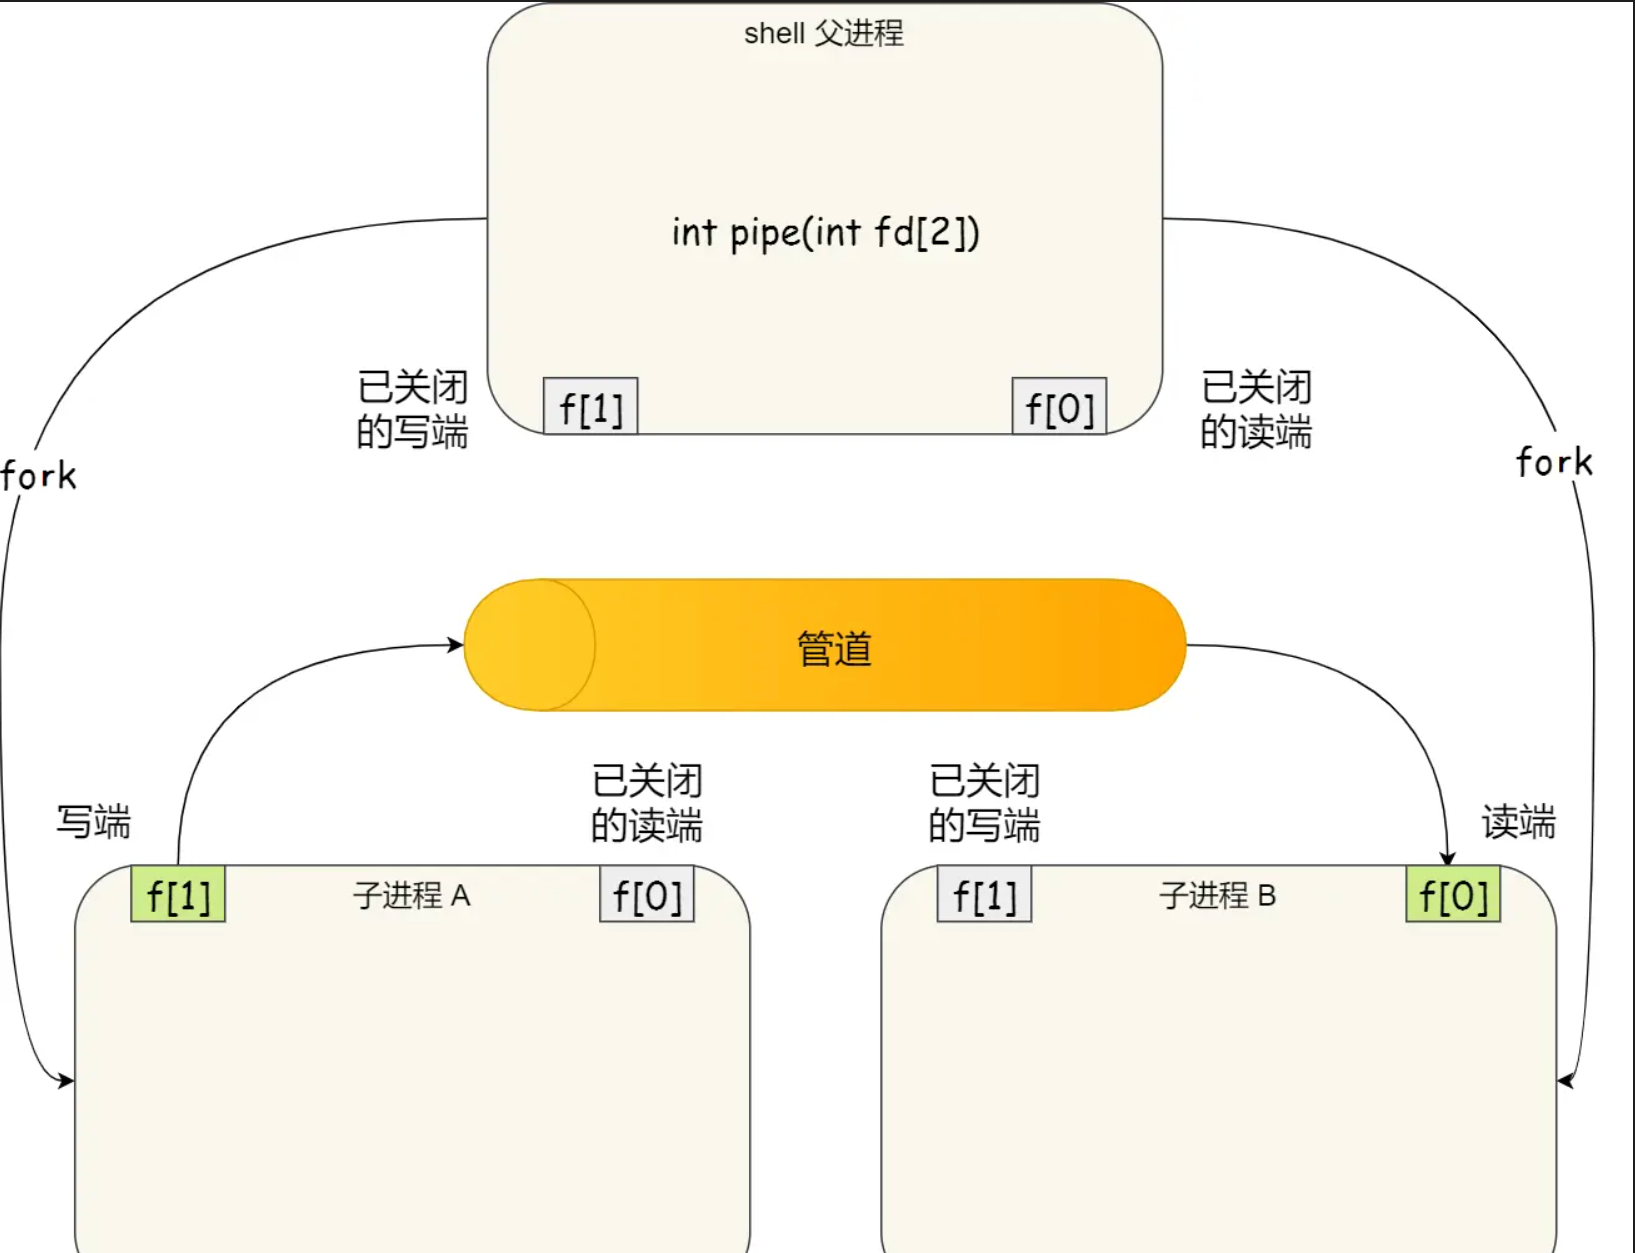 shell 父进程
int pipe(int fd[2])
已关闭
的写端
f[1]
f[0]
已关闭
的读端
fork
fork
管道
写端
已关闭
的读端
已关闭
的写端
读端
f[1]
子进程 A
f[0]
f[1]
子进程 B
f[0]